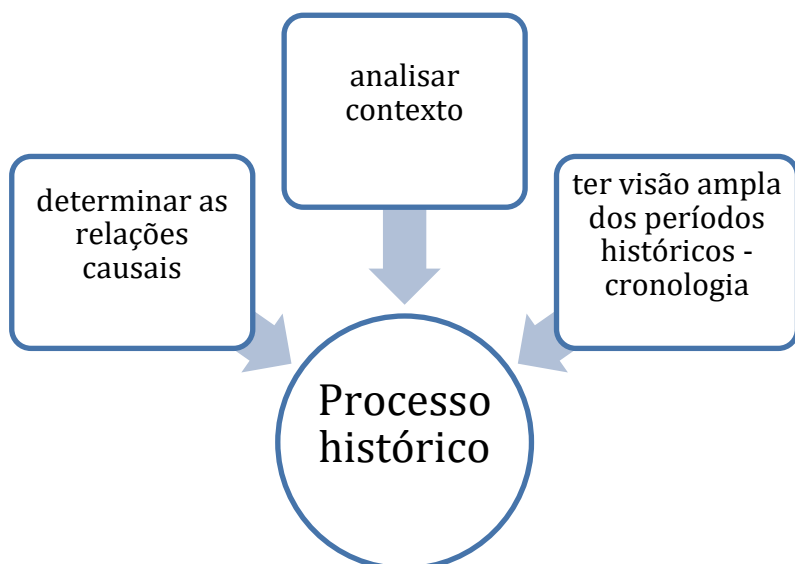 analisar
contexto
determinar as
relações
causais
ter visão ampla
dos períodos
históricos -
cronologia
Processo
histórico